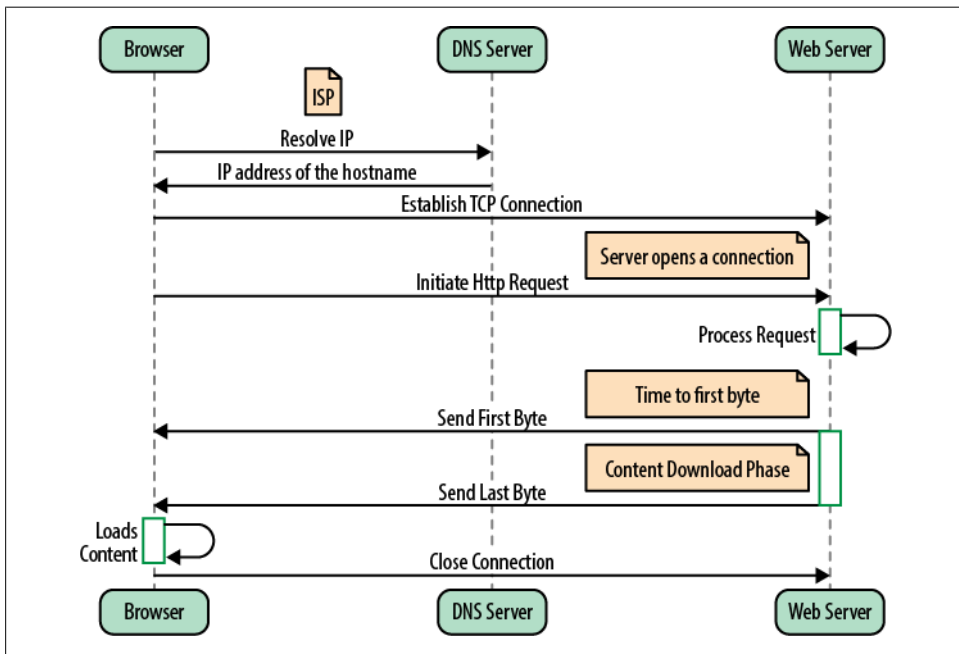 Browser
DNS Server
Web Server
ISP
Resolve IP
IP address of the hostname
Establish TCP Connection
Server opens a connection
Initiate Http Request
Process Request
Time to first byte
Send First Byte
Content Download Phase
Send Last Byte
Loads
Content
Close Connection
Browser
DNS Server
Web Server